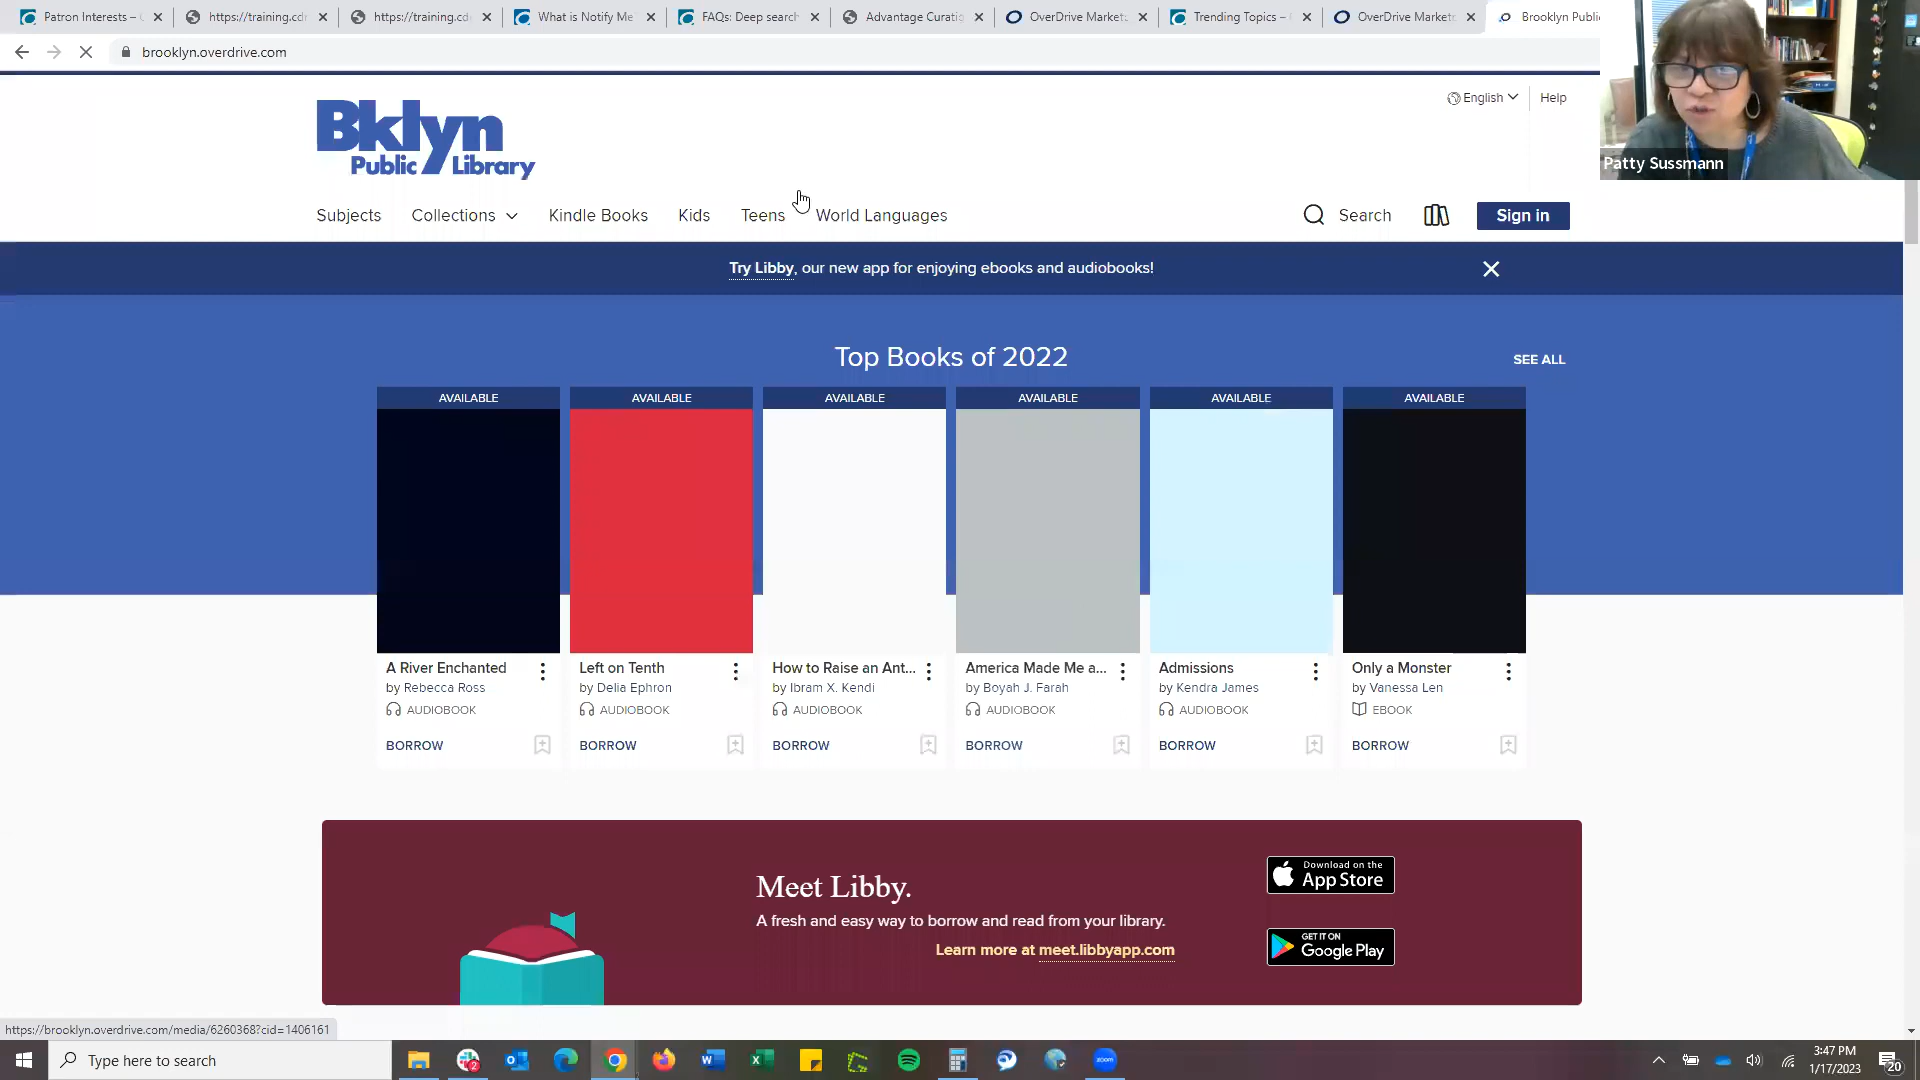 Patron Interests –
https://training.cdn
https://training.cd
What is Notify Me
FAQs: Deep search
Advantage Curati
OverDrive Market
Trending Topics –
OverDrive Market
Brooklyn Publi
brooklyn.overdrive.com
Bklyn
Public Library
English
Help
Patty Sussmann
Subjects
Collections
Kindle Books
Kids
Teens
World Languages
Search
Sign in
Try Libby, our new app for enjoying ebooks and audiobooks!
Top Books of 2022
SEE ALL
AVAILABLE
AVAILABLE
AVAILABLE
AVAILABLE
AVAILABLE
AVAILABLE
A River Enchanted
by Rebecca Ross
AUDIOBOOK
BORROW
Left on Tenth
by Delia Ephron
AUDIOBOOK
BORROW
How to Raise an Ant...
by Ibram X. Kendi
AUDIOBOOK
BORROW
America Made Me a...
by Boyah J. Farah
AUDIOBOOK
BORROW
Admissions
by Kendra James
AUDIOBOOK
BORROW
Only a Monster
by Vanessa Len
EBOOK
BORROW
Meet Libby.
A fresh and easy way to borrow and read from your library.
Learn more at meet.libbyapp.com
Download on the
App Store
GET IT ON
Google Play
https://brooklyn.overdrive.com/media/6260368?cid=1406161
Type here to search
2
zoom
3:47 PM
1/17/2023
20